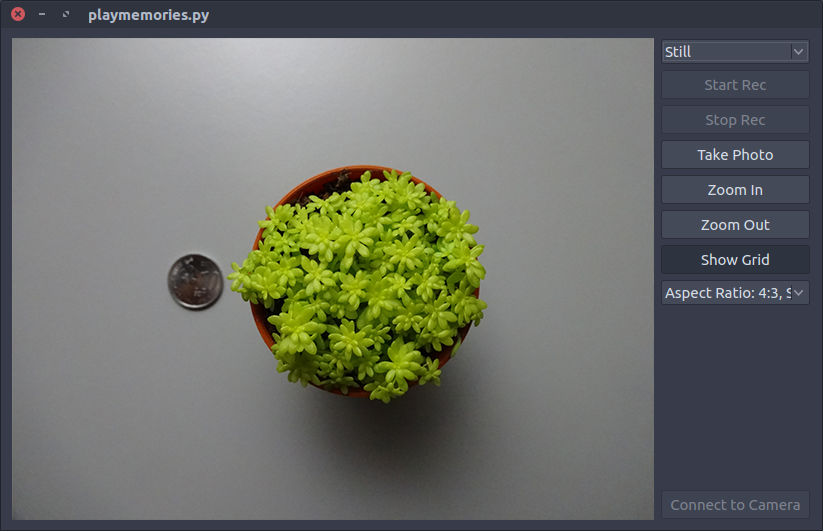 playmemories.py
Still
Start Rec
Stop Rec
Take Photo
Zoom In
Zoom Out
Show Grid
Aspect Ratio: 4:3, S
Connect to Camera